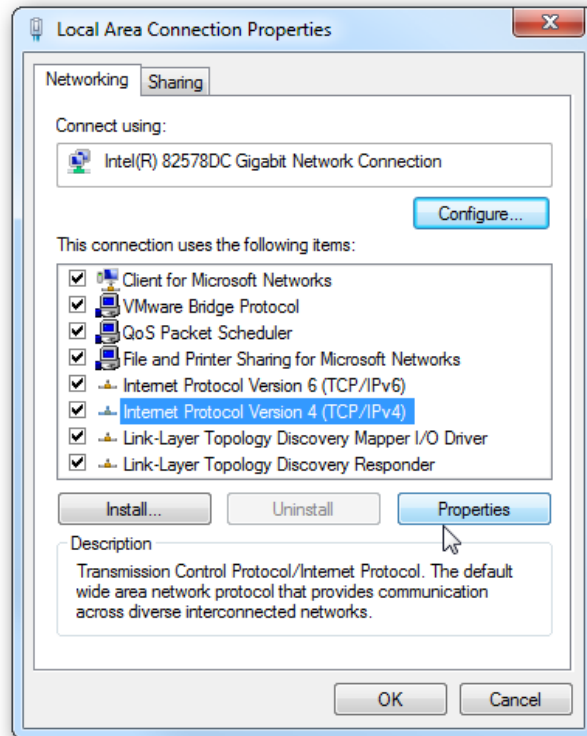 Local Area Connection Properties
Networking
Sharing
Connect using:
Intel(R) 82578DC Gigabit Network Connection
Configure...
This connection uses the following items:
Client for Microsoft Networks
VMware Bridge Protocol
QoS Packet Scheduler
File and Printer Sharing for Microsoft Networks
Internet Protocol Version 6 (TCP/IPv6)
Internet Protocol Version 4 (TCP/IPv4)
Link-Layer Topology Discovery Mapper I/O Driver
Link-Layer Topology Discovery Responder
Install...
Uninstall
Properties
Description
Transmission Control Protocol/Internet Protocol. The default
wide area network protocol that provides communication
across diverse interconnected networks.
OK
Cancel